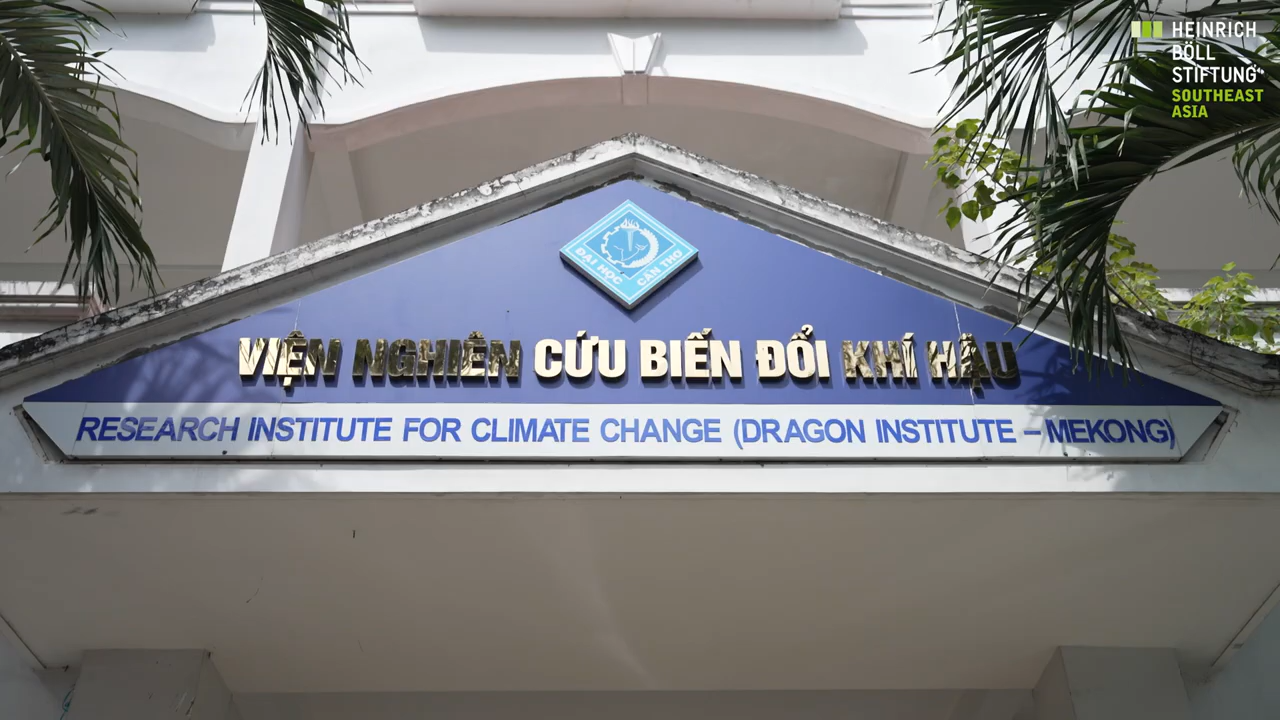 HEINRICH
BÖLL
STIFTUNG
SOUTHEAST
ASIA
ĐẠI HỌC
CẦN THƠ
VIỆN NGHIÊN CỨU BIẾN ĐỔI KHÍ HẬU
RESEARCH INSTITUTE FOR CLIMATE CHANGE (DRAGON INSTITUTE – MEKONG)